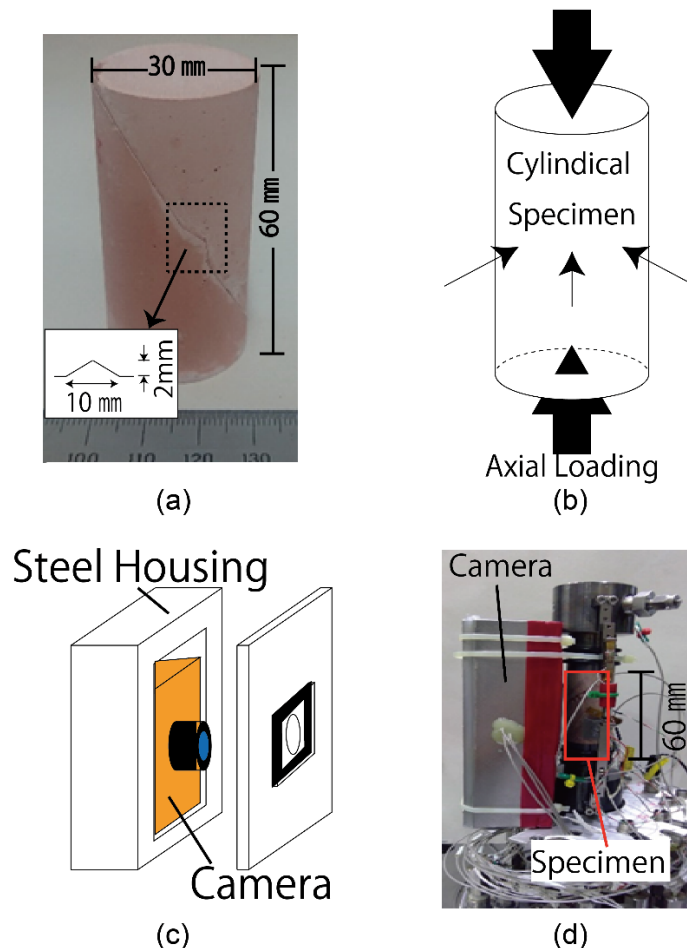 30 mm
60 mm
2mm
10 mm
100 110 120 130
(a)
Cylindical
Specimen
Axial Loading
(b)
Steel Housing
Camera
(c)
Camera
60 mm
Specimen
(d)